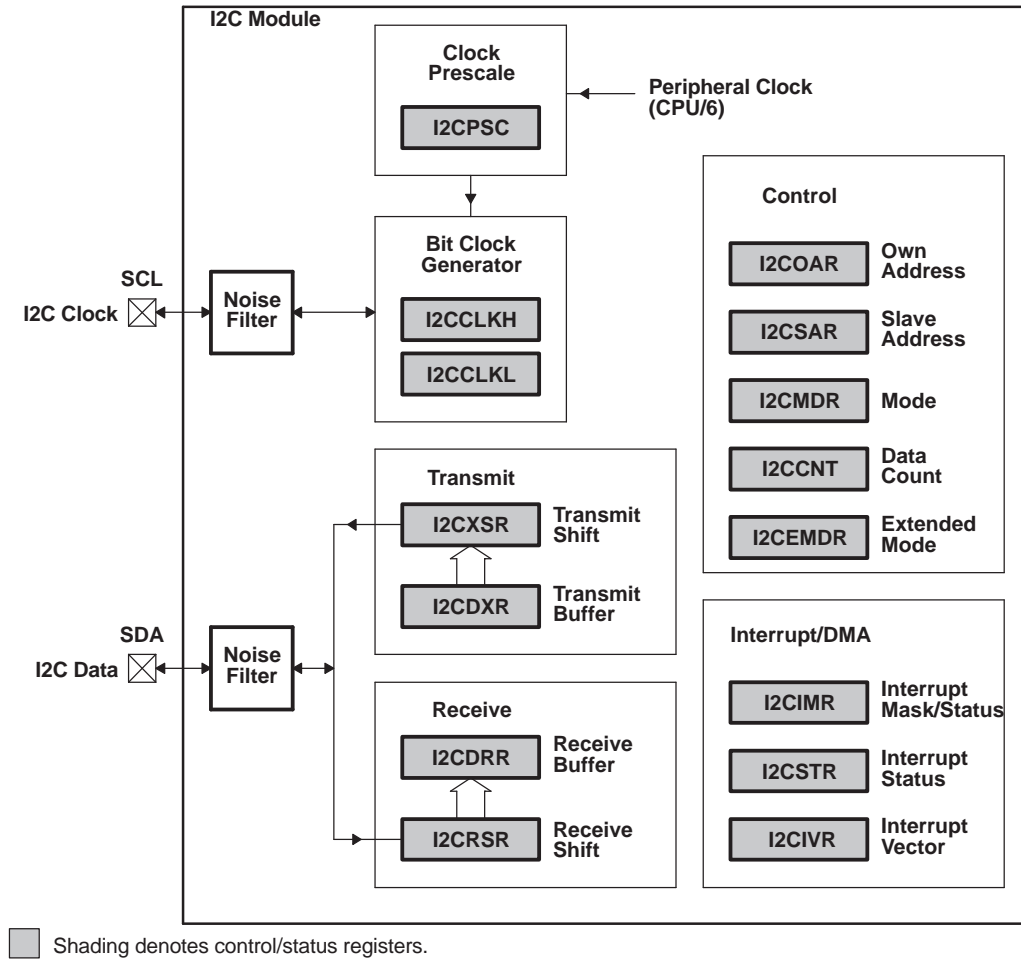 I2C Module
Clock
Prescale
I2CPSC
Peripheral Clock
(CPU/6)
Bit Clock
Generator
I2CCLKH
I2CCLKL
SCL
I2C Clock
Noise
Filter
Control
I2COAR
Own
Address
I2CSAR
Slave
Address
I2CMDR
Mode
I2CCNT
Data
Count
I2CEMDR
Extended
Mode
Transmit
I2CXSR
Transmit
Shift
I2CDXR
Transmit
Buffer
SDA
I2C Data
Noise
Filter
Receive
I2CDRR
Receive
Buffer
I2CRSR
Receive
Shift
Interrupt/DMA
I2CIMR
Interrupt
Mask/Status
I2CSTR
Interrupt
Status
I2CIVR
Interrupt
Vector
Shading denotes control/status registers.